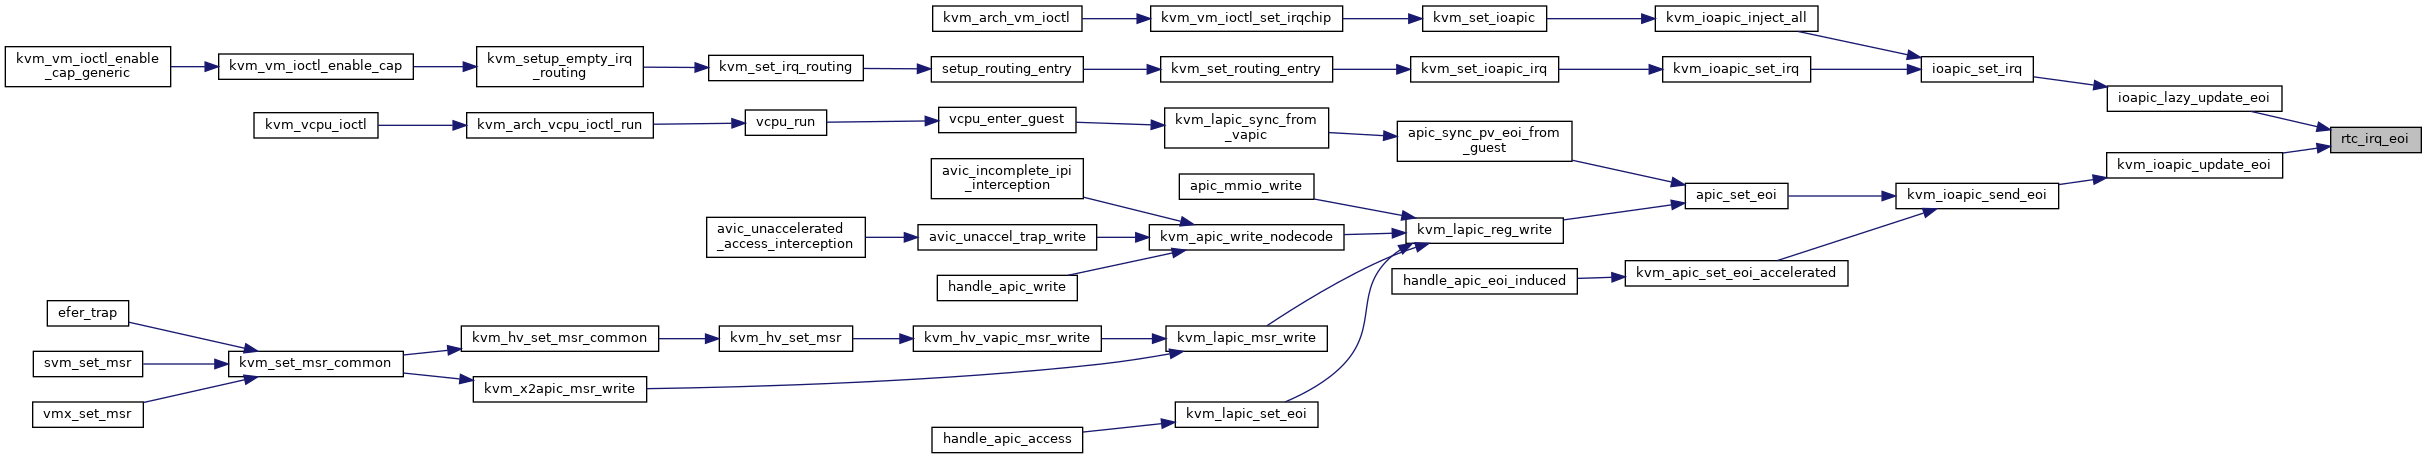 kvm_arch_vm_ioctl
kvm_vm_ioctl_set_irqchip
kvm_set_ioapic
kvm_ioapic_inject_all
kvm_vm_ioctl_enable
_cap_generic
kvm_vm_ioctl_enable_cap
kvm_setup_empty_irq
_routing
kvm_set_irq_routing
setup_routing_entry
kvm_set_routing_entry
kvm_set_ioapic_irq
kvm_ioapic_set_irq
ioapic_set_irq
ioapic_lazy_update_eoi
kvm_vcpu_ioctl
kvm_arch_vcpu_ioctl_run
vcpu_run
vcpu_enter_guest
kvm_lapic_sync_from
_vapic
apic_sync_pv_eoi_from
_guest
rtc_irq_eoi
kvm_ioapic_update_eoi
avic_incomplete_ipi
_interception
apic_mmio_write
apic_set_eoi
kvm_ioapic_send_eoi
avic_unaccelerated
_access_interception
avic_unaccel_trap_write
kvm_apic_write_nodecode
kvm_lapic_reg_write
handle_apic_write
handle_apic_eoi_induced
kvm_apic_set_eoi_accelerated
efer_trap
kvm_hv_set_msr_common
kvm_hv_set_msr
kvm_hv_vapic_msr_write
kvm_lapic_msr_write
svm_set_msr
kvm_set_msr_common
kvm_x2apic_msr_write
vmx_set_msr
kvm_lapic_set_eoi
handle_apic_access